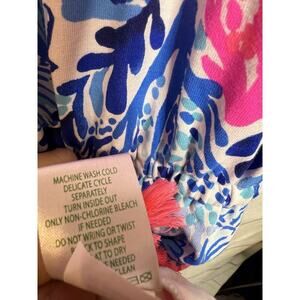 MACHINE WASH COLD
DELICATE CYCLE
SEPARATELY
TURN INSIDE OUT
ONLY NON-CHLORINE BLEACH
IF NEEDED
DO NOT WRING OR TWIST
TO SHAPE
AT TO DRY
NEEDED
CLEAN